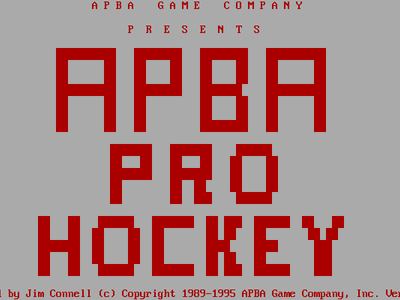 APBA GAME COMPANY
PRESENTS
APBA
PRO
HOCKEY
by Jim Connell (c) Copyright 1989-1995 APBA Game Company, Inc.